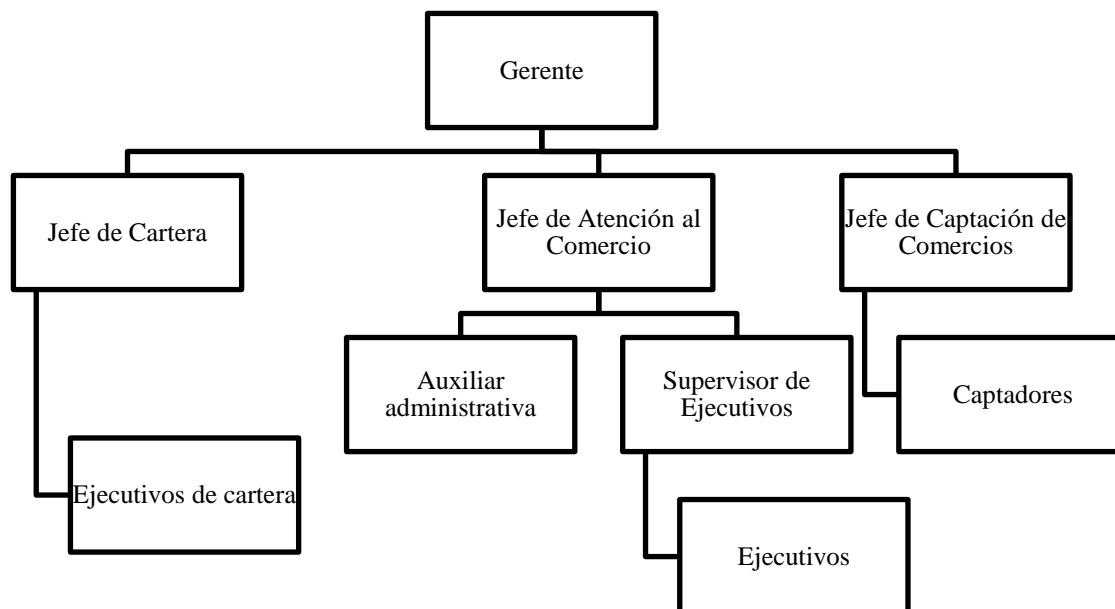 Gerente
Jefe de Cartera
Jefe de Atención al
Comercio
Jefe de Captación de
Comercios
Auxiliar
administrativa
Supervisor de
Ejecutivos
Captadores
Ejecutivos de cartera
Ejecutivos